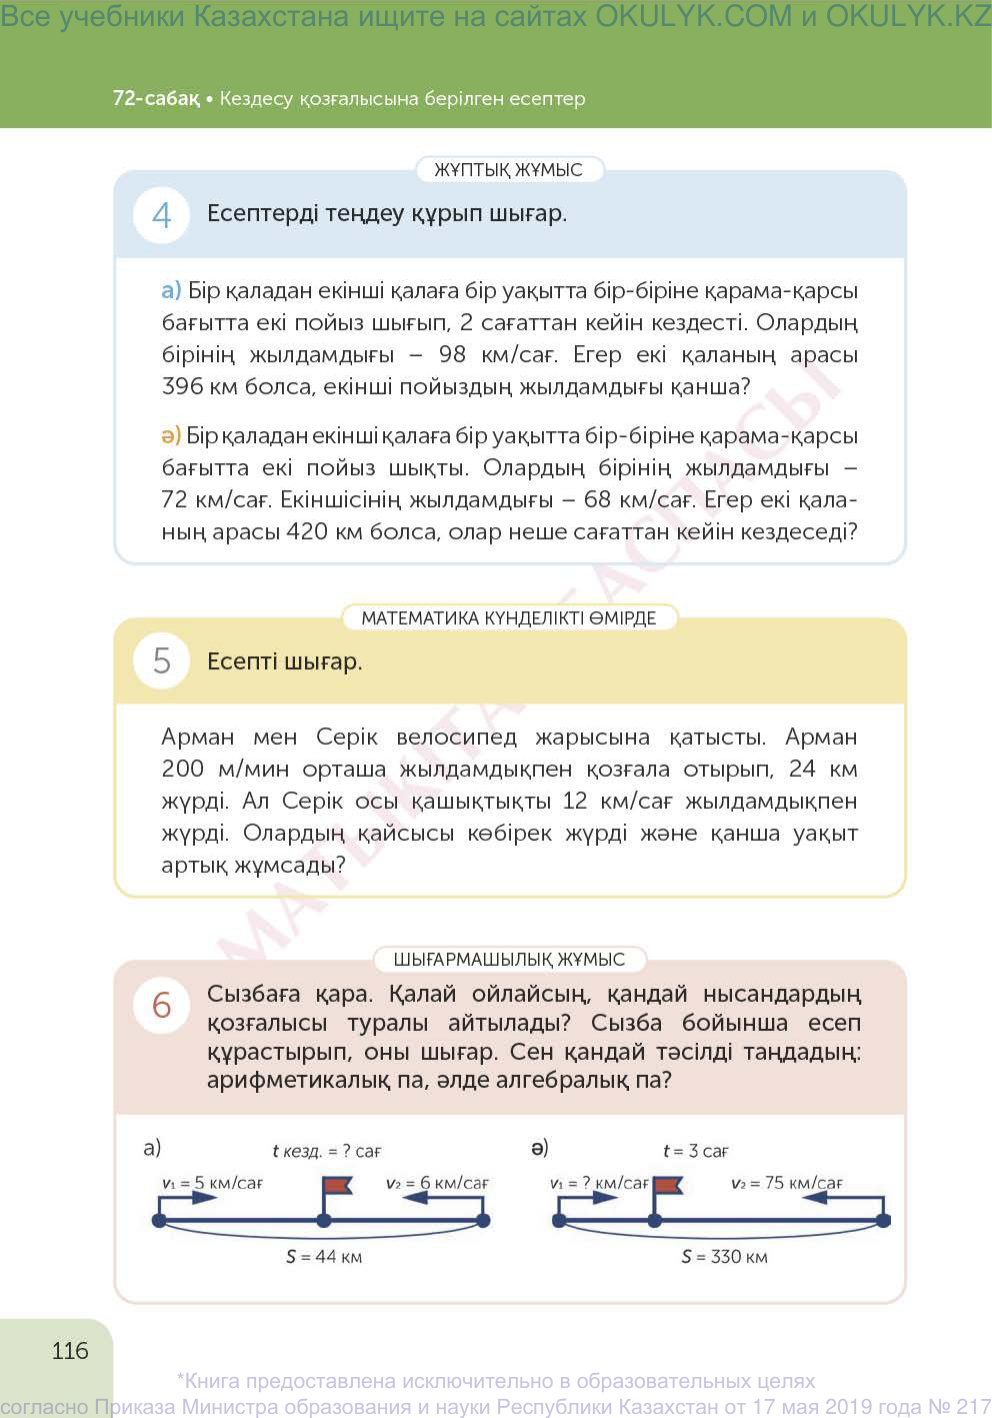 Все учебники Казахстана ищите на сайтах OKULYK.COM и OKULYK.KZ
72-сабақ • Кездесу қозғалысына берілген есептер
ЖҰПТЫҚ ЖҰМЫС
4 Есептерді теңдеу құрып шығар.
а) Бір қаладан екінші қалаға бір уақытта бір-біріне қарама-қарсы
бағытта екі пойыз шығып, 2 сағаттан кейін кездесті. Олардың
бірінің жылдамдығы – 98 км/сағ. Егер екі қаланың арасы
396 км болса, екінші пойыздың жылдамдығы қанша?
ә) Бір қаладан екінші қалаға бір уақытта бір-біріне қарама-қарсы
бағытта екі пойыз шықты. Олардың бірінің жылдамдығы –
72 км/сағ. Екіншісінің жылдамдығы – 68 км/сағ. Егер екі қала-
ның арасы 420 км болса, олар неше сағаттан кейін кездеседі?
МАТЕМАТИКА КҮНДЕЛІКТІ ӨМІРДЕ
5 Есепті шығар.
Арман мен Серік велосипед жарысына қатысты. Арман
200 м/мин орташа жылдамдықпен қозғала отырып, 24 км
жүрді. Ал Серік осы қашықтықты 12 км/сағ жылдамдықпен
жүрді. Олардың қайсысы көбірек жүрді және қанша уақыт
артық жұмсады?
ШЫҒАРМАШЫЛЫҚ ЖҰМЫС
6 Сызбаға қара. Қалай ойлайсың, қандай нысандардың
қозғалысы туралы айтылады? Сызба бойынша есеп
құрастырып, оны шығар. Сен қандай тәсілді таңдадың:
арифметикалық па, әлде алгебралық па?
а) t кезд. = ? сағ
v₁ = 5 км/сағ v₂ = 6 км/сағ
S = 44 км
ә) t = 3 сағ
v₁ = ? км/сағ v₂ = 75 км/сағ
S = 330 км
116
*Книга предоставлена исключительно в образовательных целях
согласно Приказа Министра образования и науки Республики Казахстан от 17 мая 2019 года № 217